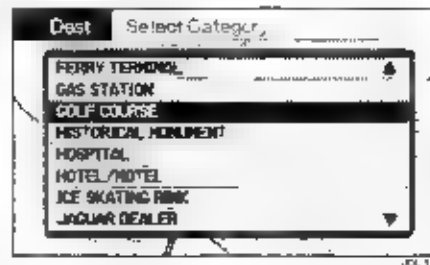 Dest Select Category
FERRY TERMINAL
GAS STATION
GOLF COURSE
HISTORICAL MONUMENT
HOSPITAL
HOTEL/MOTEL
ICE SKATING RINK
JAGUAR DEALER